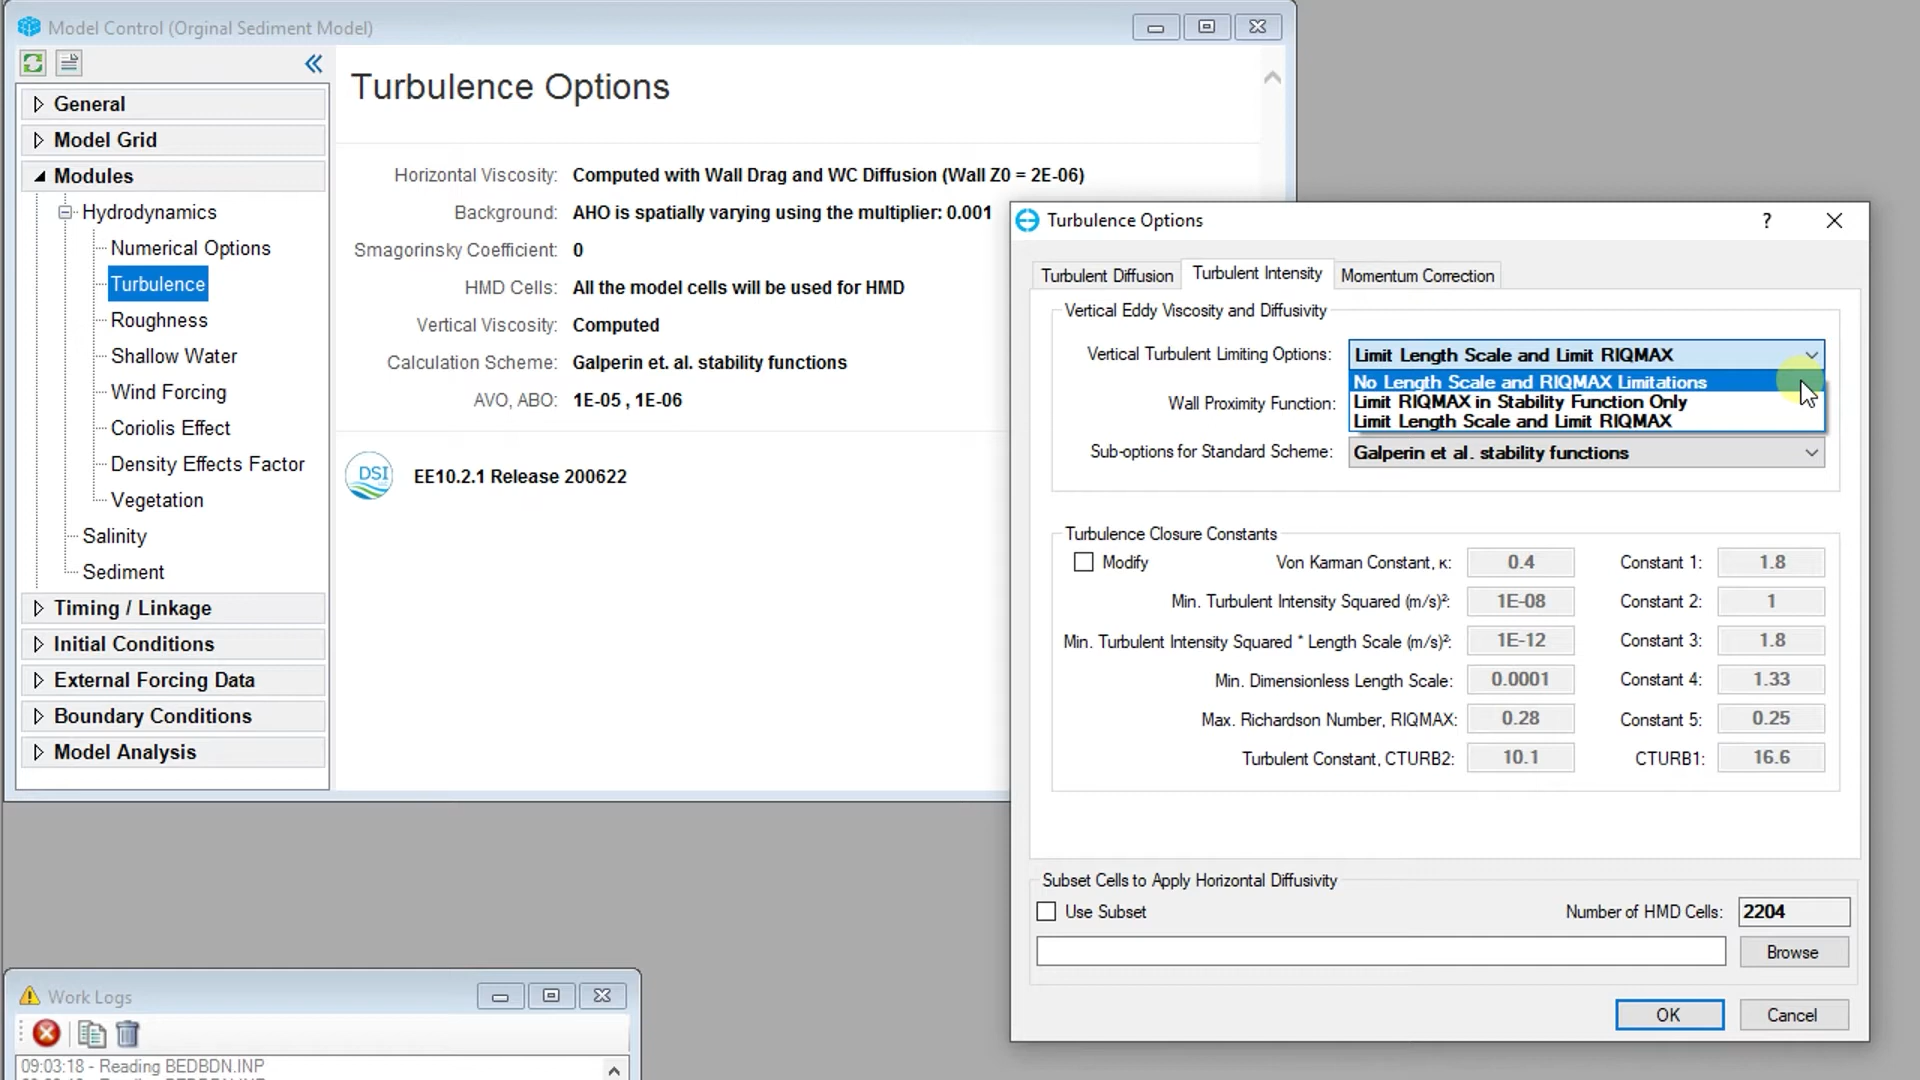 Model Control (Orginal Sediment Model)
General
Model Grid
Modules
Hydrodynamics
Numerical Options
Turbulence
Roughness
Shallow Water
Wind Forcing
Coriolis Effect
Density Effects Factor
Vegetation
Salinity
Sediment
Timing / Linkage
Initial Conditions
External Forcing Data
Boundary Conditions
Model Analysis
Turbulence Options
Horizontal Viscosity: Computed with Wall Drag and WC Diffusion (Wall Z0 = 2E-06)
Background: AHO is spatially varying using the multiplier: 0.001
Smagorinsky Coefficient: 0
HMD Cells: All the model cells will be used for HMD
Vertical Viscosity: Computed
Calculation Scheme: Galperin et. al. stability functions
AVO, ABO: 1E-05 , 1E-06
DSI
EE10.2.1 Release 200622
Turbulence Options
?
Turbulent Diffusion
Turbulent Intensity
Momentum Correction
Vertical Eddy Viscosity and Diffusivity
Vertical Turbulent Limiting Options: Limit Length Scale and Limit RIQMAX
No Length Scale and RIQMAX Limitations
Limit RIQMAX in Stability Function Only
Limit Length Scale and Limit RIQMAX
Wall Proximity Function:
Sub-options for Standard Scheme: Galperin et al. stability functions
Turbulence Closure Constants
Modify
Von Kaman Constant, κ: 0.4 Constant 1: 1.8
Min. Turbulent Intensity Squared (m/s)²: 1E-08 Constant 2: 1
Min. Turbulent Intensity Squared * Length Scale (m/s)²: 1E-12 Constant 3: 1.8
Min. Dimensionless Length Scale: 0.0001 Constant 4: 1.33
Max. Richardson Number, RIQMAX: 0.28 Constant 5: 0.25
Turbulent Constant, CTURB2: 10.1 CTURB1: 16.6
Subset Cells to Apply Horizontal Diffusivity
Use Subset
Number of HMD Cells: 2204
Browse
OK
Cancel
Work Logs
09:03:18 - Reading BEDBDN.INP